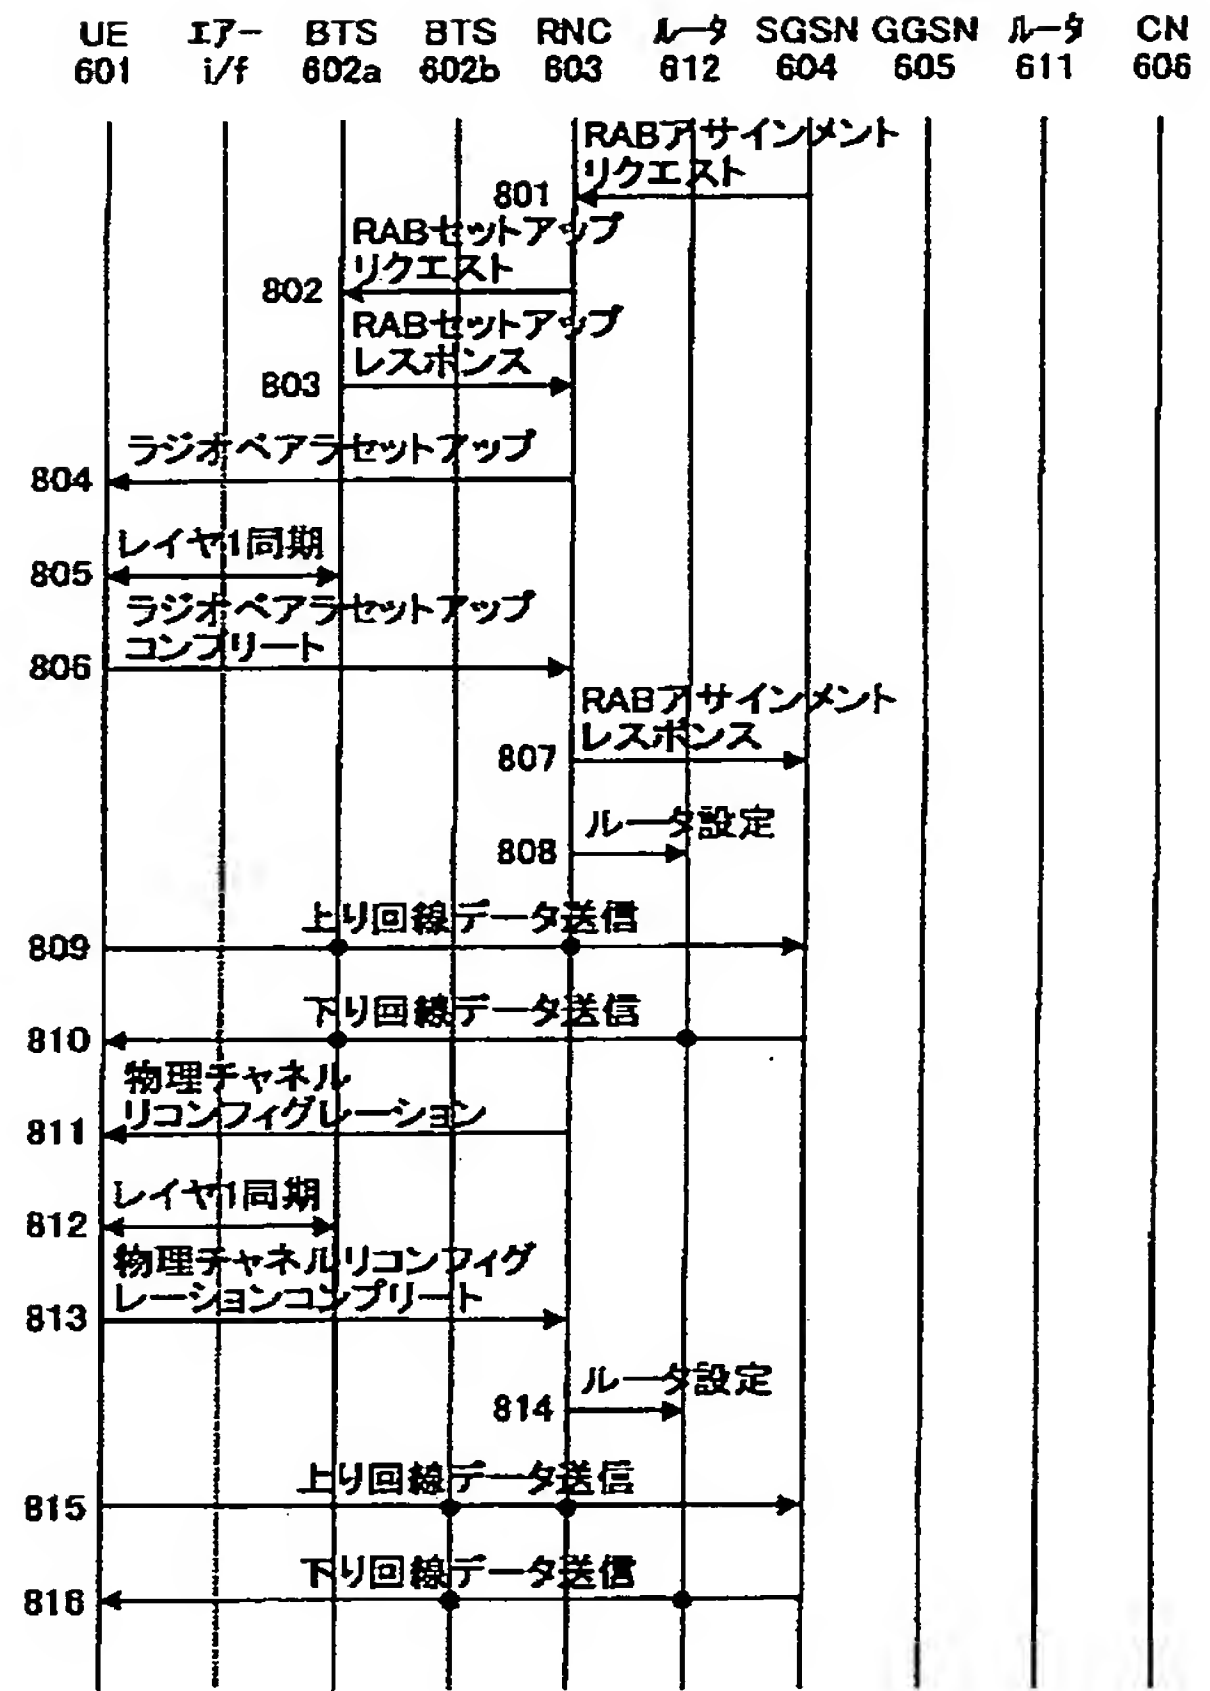 UE エアー BTS BTS RNC ルータ SGSN GGSN ルータ CN
601 i/f 602a 602b 603 612 604 605 611 606
RABアサインメント
リクエスト
801
RABセットアップ
リクエスト
802
RABセットアップ
レスポンス
803
ラジオベアラセットアップ
804
レイヤ1同期
805
ラジオベアラセットアップ
コンプリート
806
RABアサインメント
レスポンス
807
ルータ設定
808
上り回線データ送信
809
下り回線データ送信
810
物理チャネル
リコンフィグレーション
811
レイヤ1同期
812
物理チャネルリコンフィグ
レーションコンプリート
813
ルータ設定
814
上り回線データ送信
815
下り回線データ送信
816